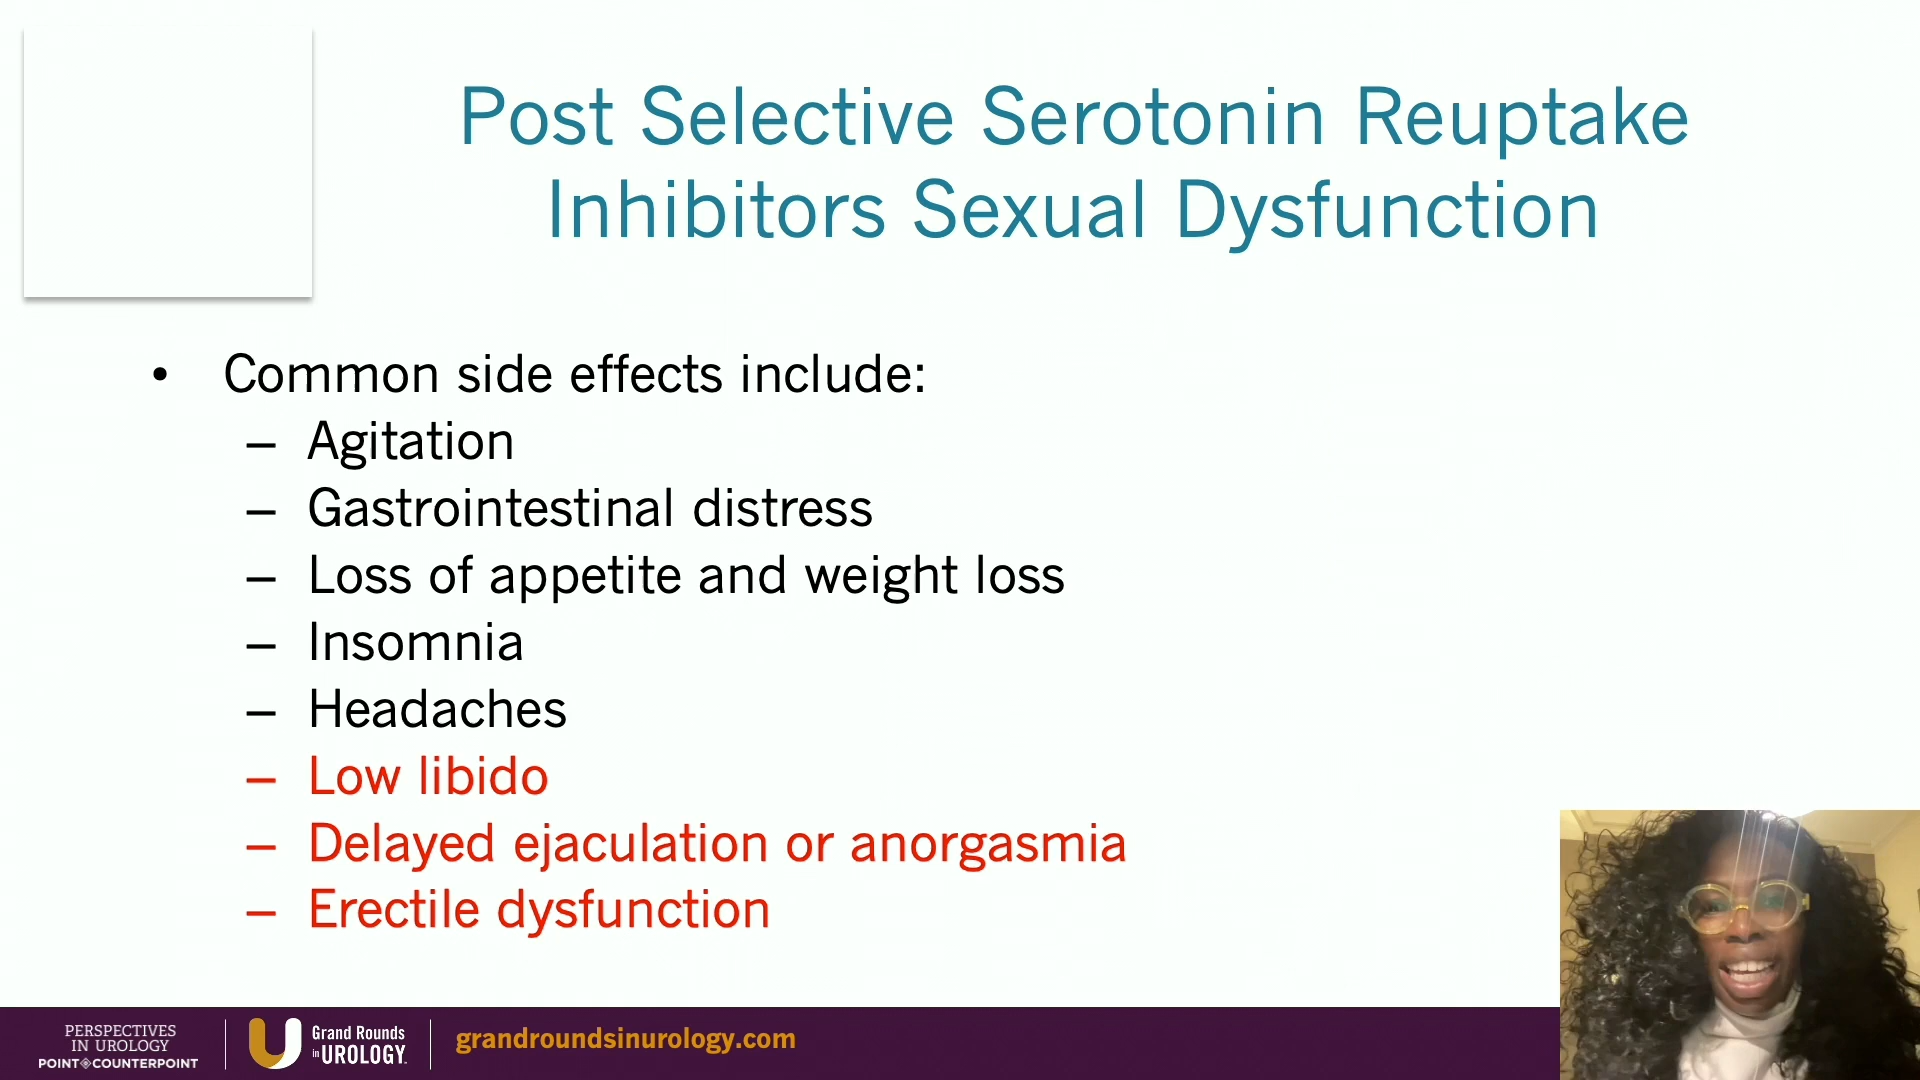 Post Selective Serotonin Reuptake
Inhibitors Sexual Dysfunction
• Common side effects include:
– Agitation
– Gastrointestinal distress
– Loss of appetite and weight loss
– Insomnia
– Headaches
– Low libido
– Delayed ejaculation or anorgasmia
– Erectile dysfunction
PERSPECTIVES
IN UROLOGY
POINT COUNTERPOINT
Grand Rounds
in UROLOGY
grandroundsinurology.com